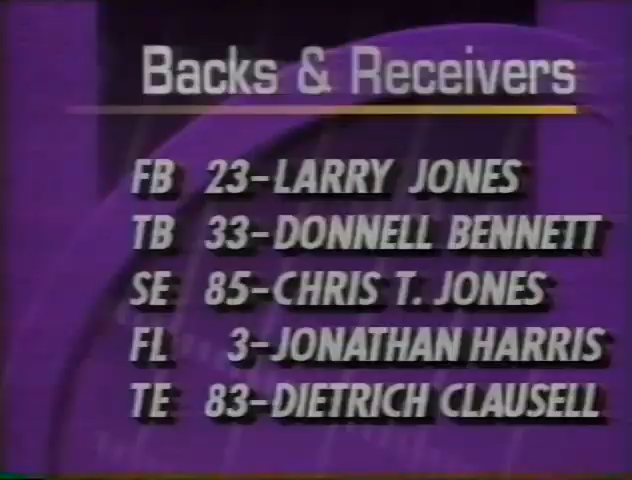 Backs & Receivers
FB 23-LARRY JONES
TB 33-DONNELL BENNETT
SE 85-CHRIS T. JONES
FL 3-JONATHAN HARRIS
TE 83-DIETRICH CLAUSELL